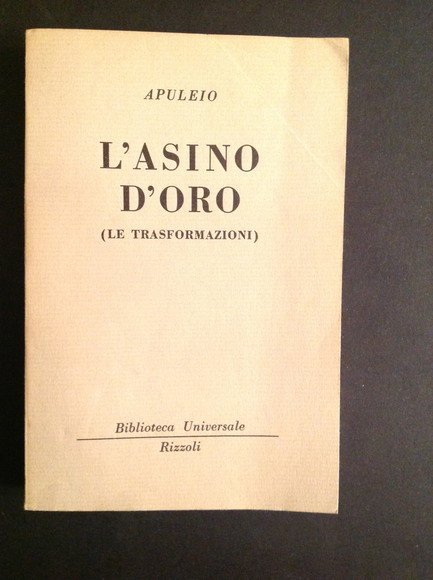 APULEIO
L'ASINO
D'ORO
(LE TRASFORMAZIONI)
Biblioteca Universale
Rizzoli